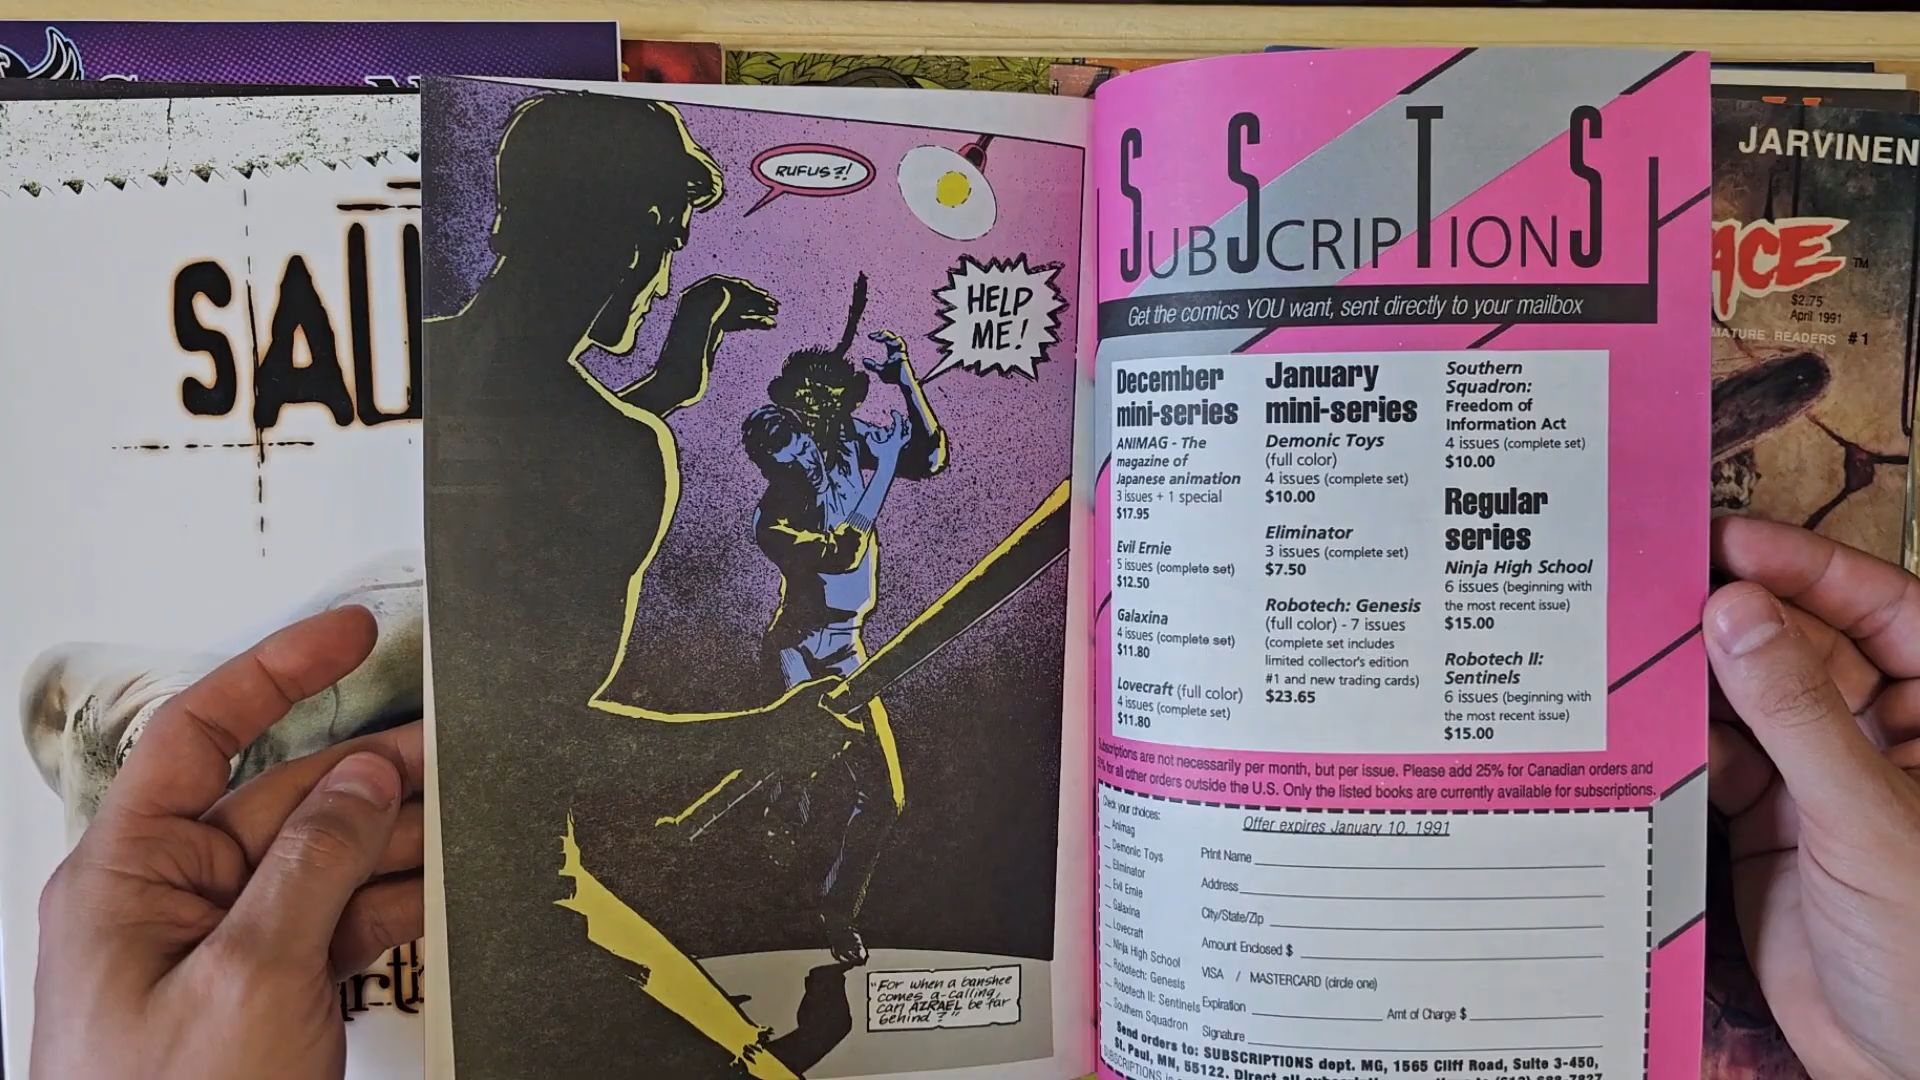 SAU
RUFUS?!
HELP
ME!
"For when a banshee
comes a-calling,
can AZRAEL be far
behind?"
SUBSCRIPTIONS
Get the comics YOU want, sent directly to your mailbox
December
mini-series
ANIMAG - The
magazine of
Japanese animation
3 issues + 1 special
$17.95
Evil Ernie
5 issues (complete set)
$12.50
Galaxina
4 issues (complete set)
$11.80
Lovecraft (full color)
4 issues (complete set)
$11.80
January
mini-series
Demonic Toys
(full color)
4 issues (complete set)
$10.00
Eliminator
3 issues (complete set)
$7.50
Robotech: Genesis
(full color) - 7 issues
(complete set includes
limited collector's edition
#1 and new trading cards)
$23.65
Southern
Squadron:
Freedom of
Information Act
4 issues (complete set)
$10.00
Regular
series
Ninja High School
6 issues (beginning with
the most recent issue)
$15.00
Robotech II:
Sentinels
6 issues (beginning with
the most recent issue)
$15.00
Subscriptions are not necessarily per month, but per issue. Please add 25% for Canadian orders and
for all other orders outside the U.S. Only the listed books are currently available for subscriptions.
Check your choices:
_ Animag
_ Demonic Toys
_ Eliminator
_ Evil Ernie
_ Galaxina
_ Lovecraft
_ Ninja High School
_ Robotech: Genesis
_ Robotech II: Sentinels
_ Southern Squadron
Offer expires January 10, 1991
Print Name
Address
City/State/Zip
Amount Enclosed $
VISA / MASTERCARD (circle one)
Expiration Amt of Charge $
Signature
Send orders to: SUBSCRIPTIONS dept. MG, 1565 Cliff Road, Suite 3-450,
St. Paul, MN, 55122. Direct all
JARVINEN
ACE TM
$2.75
April 1991
MATURE READERS #1